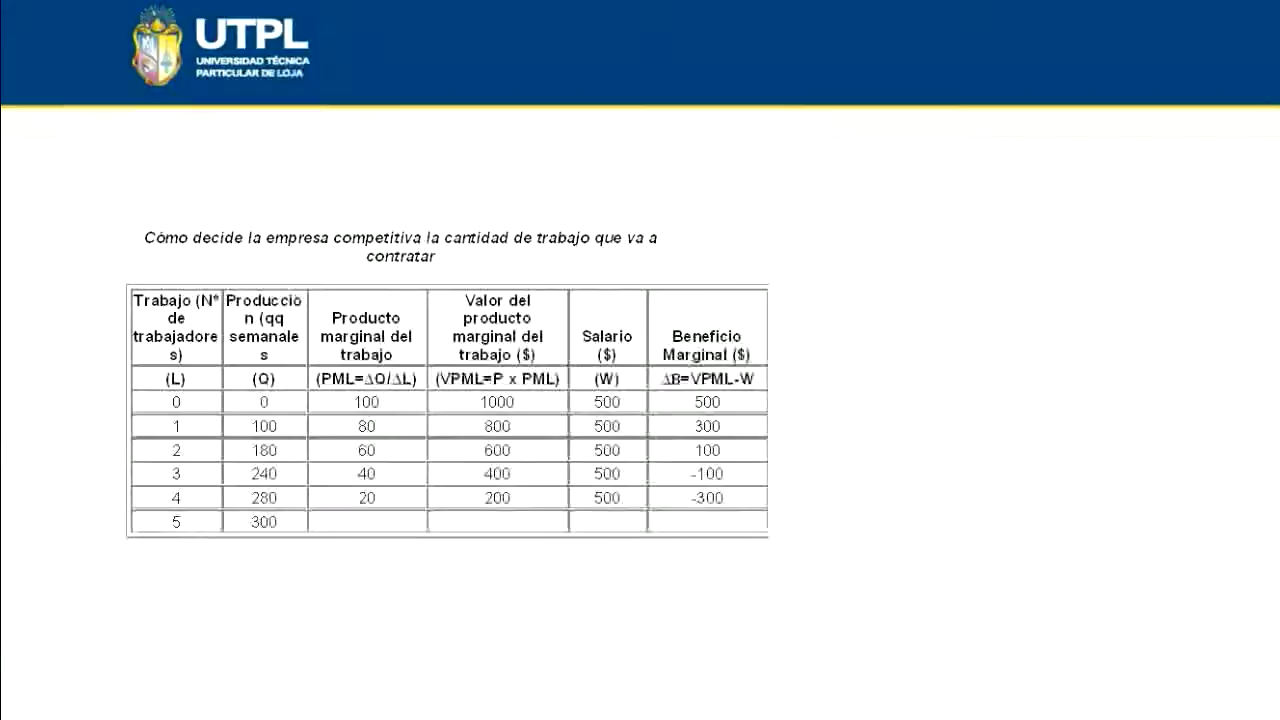 UTPL
UNIVERSIDAD TÉCNICA
PARTICULAR DE LOJA
Cómo decide la empresa competitiva la cantidad de trabajo que va a
contratar
Trabajo (N° de trabajadores) Producción (qq semanales) Producto marginal del trabajo Valor del producto marginal del trabajo ($) Salario ($) Beneficio Marginal ($)
(L) (Q) (PML=∆Q/∆L) (VPML=P x PML) (W) ∆B=VPML-W
0 0 100 1000 500 500
1 100 80 800 500 300
2 180 60 600 500 100
3 240 40 400 500 -100
4 280 20 200 500 -300
5 300